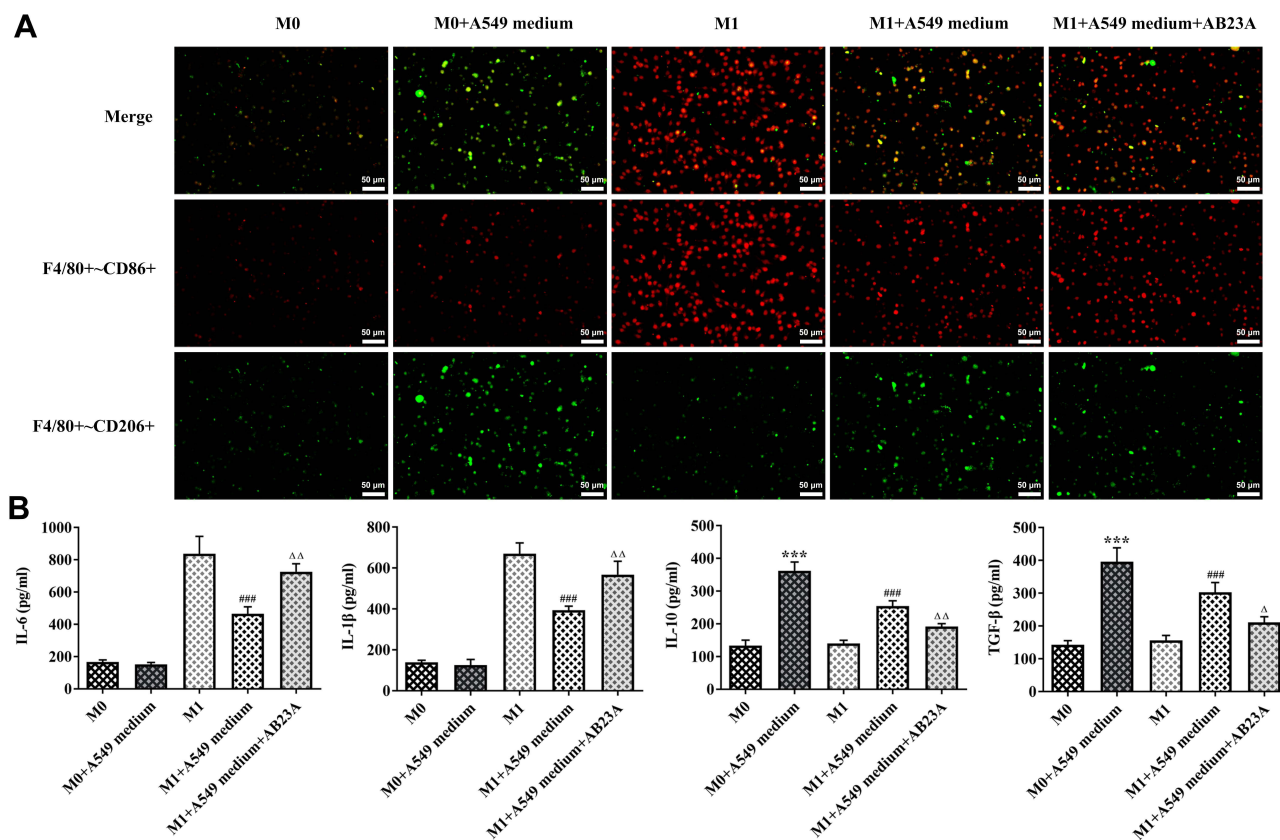 A
M0
M0+A549 medium
M1
M1+A549 medium
M1+A549 medium+AB23A
Merge
50 μm
50 μm
50 μm
50 μm
50 μm
F4/80+~CD86+
50 μm
50 μm
50 μm
50 μm
50 μm
F4/80+~CD206+
50 μm
50 μm
50 μm
50 μm
50 μm
B
IL-6 (pg/ml)
1000
800
600
400
200
0
###
ΔΔ
M0
M0+A549 medium
M1
M1+A549 medium
M1+A549 medium+AB23A
IL-1β (pg/ml)
800
600
400
200
0
###
ΔΔ
M0
M0+A549 medium
M1
M1+A549 medium
M1+A549 medium+AB23A
IL-10 (pg/ml)
500
400
300
200
100
0
***
###
ΔΔ
M0
M0+A549 medium
M1
M1+A549 medium
M1+A549 medium+AB23A
TGF-β (pg/ml)
500
400
300
200
100
0
***
###
Δ
M0
M0+A549 medium
M1
M1+A549 medium
M1+A549 medium+AB23A